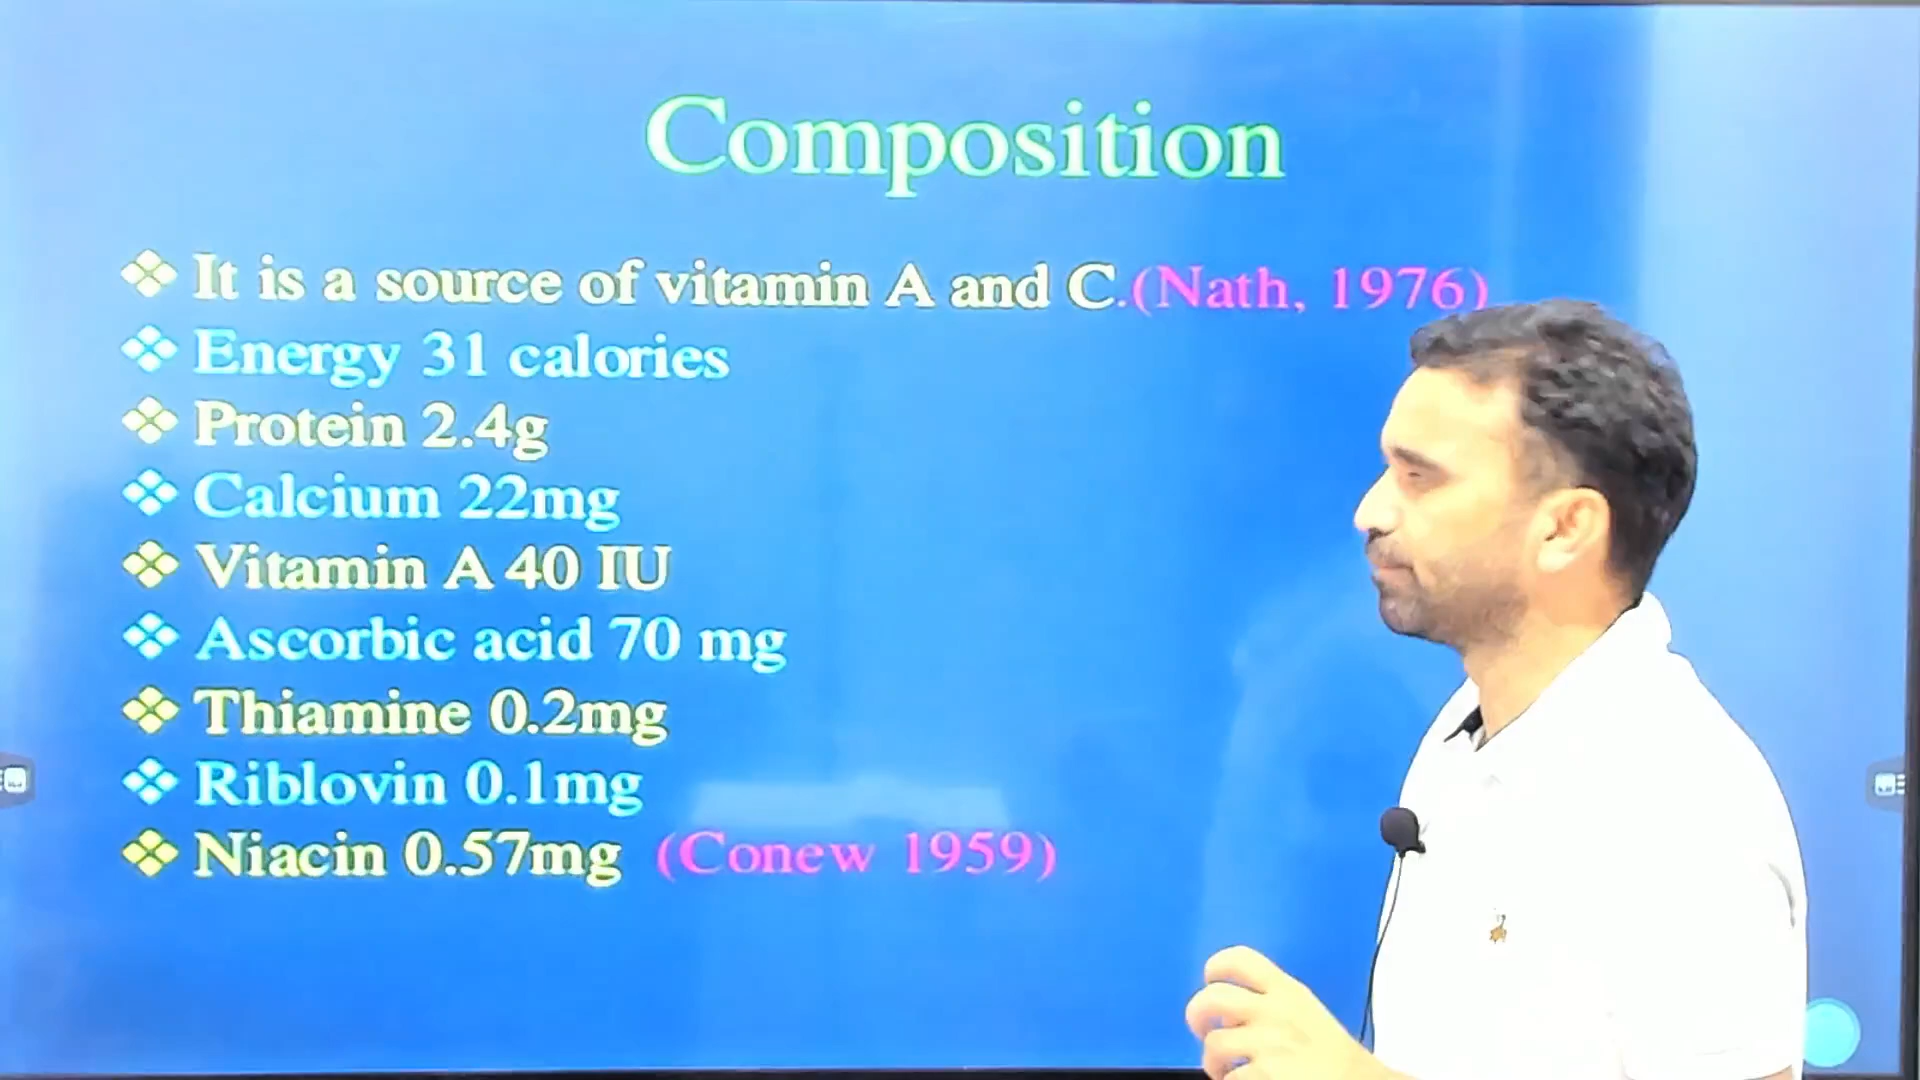 Composition
It is a source of vitamin A and C.(Nath, 1976)
Energy 31 calories
Protein 2.4g
Calcium 22mg
Vitamin A 40 IU
Ascorbic acid 70 mg
Thiamine 0.2mg
Riblovin 0.1mg
Niacin 0.57mg (Conew 1959)